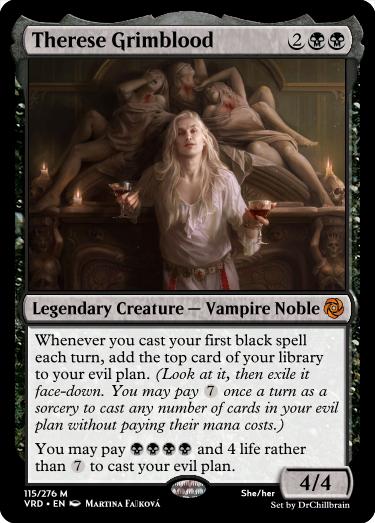 Therese Grimblood 2
Legendary Creature — Vampire Noble
Whenever you cast your first black spell
each turn, add the top card of your library
to your evil plan. (Look at it, then exile it
face-down. You may pay 7 once a turn as a
sorcery to cast any number of cards in your evil
plan without paying their mana costs.)
You may pay and 4 life rather
than 7 to cast your evil plan.
4/4
115/276 M
VRD • EN Martina Fačková
She/her
Set by DrChillbrain